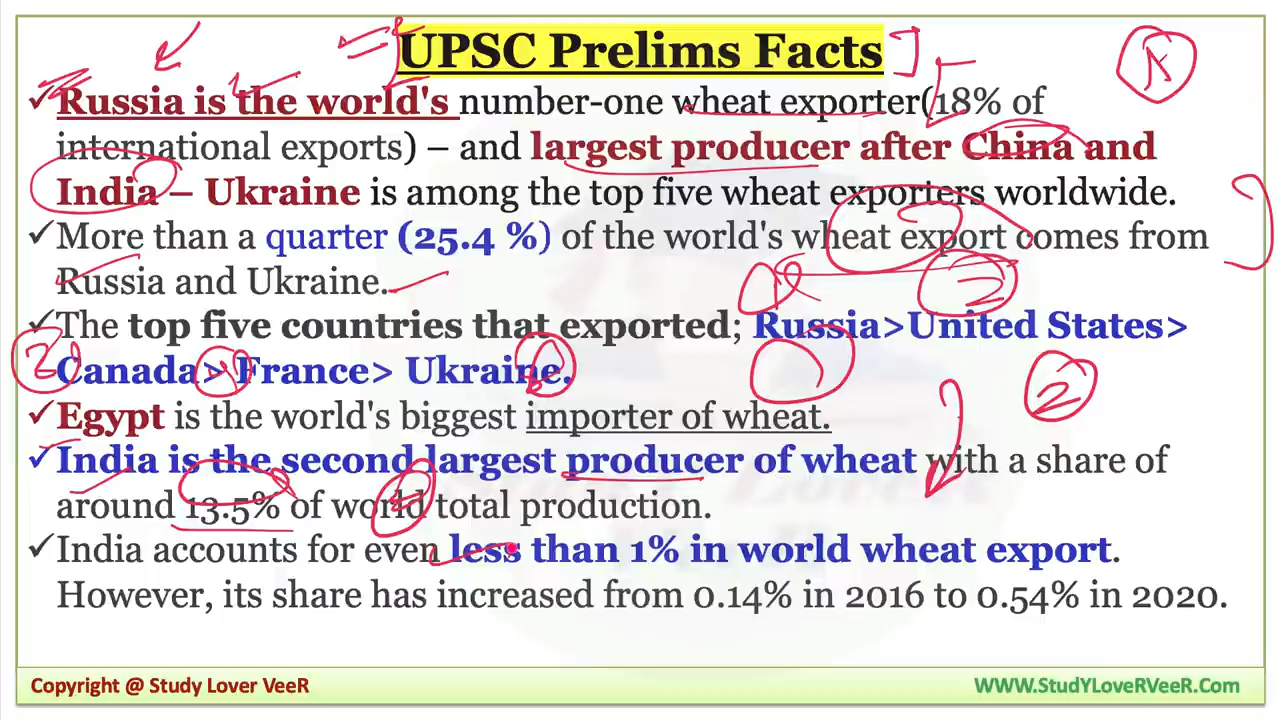 UPSC Prelims Facts
✓ Russia is the world's number-one wheat exporter(18% of
international exports) – and largest producer after China and
India – Ukraine is among the top five wheat exporters worldwide.
✓ More than a quarter (25.4 %) of the world's wheat export comes from
Russia and Ukraine.
✓ The top five countries that exported; Russia>United States>
Canada> France> Ukraine.
✓ Egypt is the world's biggest importer of wheat.
✓ India is the second largest producer of wheat with a share of
around 13.5% of world total production.
✓ India accounts for even less than 1% in world wheat export.
However, its share has increased from 0.14% in 2016 to 0.54% in 2020.
Copyright @ Study Lover VeeR
WWW.StuDYLoveRVeeR.Com